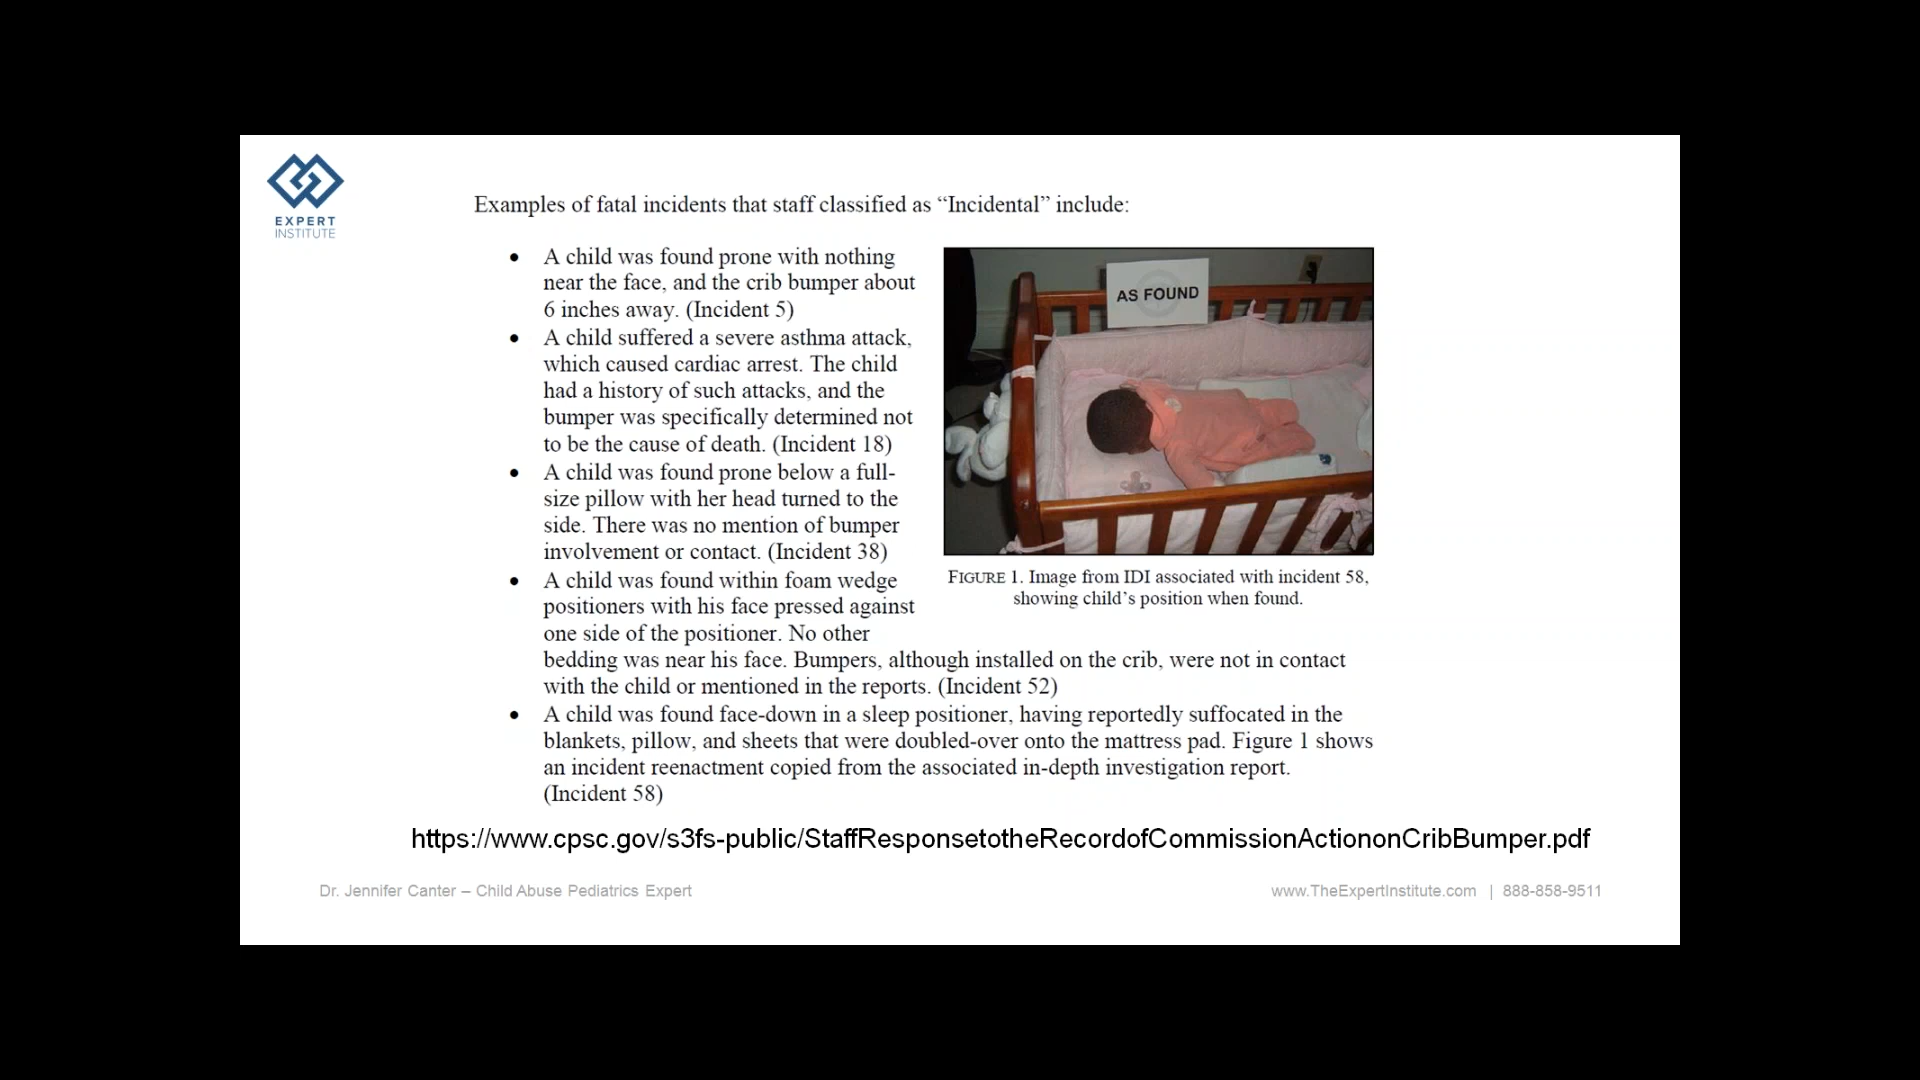 EXPERT
INSTITUTE
Examples of fatal incidents that staff classified as “Incidental” include:
• A child was found prone with nothing
near the face, and the crib bumper about
6 inches away. (Incident 5)
• A child suffered a severe asthma attack,
which caused cardiac arrest. The child
had a history of such attacks, and the
bumper was specifically determined not
to be the cause of death. (Incident 18)
• A child was found prone below a full-
size pillow with her head turned to the
side. There was no mention of bumper
involvement or contact. (Incident 38)
• A child was found within foam wedge
positioners with his face pressed against
one side of the positioner. No other
bedding was near his face. Bumpers, although installed on the crib, were not in contact
with the child or mentioned in the reports. (Incident 52)
• A child was found face-down in a sleep positioner, having reportedly suffocated in the
blankets, pillow, and sheets that were doubled-over onto the mattress pad. Figure 1 shows
an incident reenactment copied from the associated in-depth investigation report.
(Incident 58)
AS FOUND
FIGURE 1. Image from IDI associated with incident 58,
showing child’s position when found.
https://www.cpsc.gov/s3fs-public/StaffResponsetotheRecordofCommissionActiononCribBumper.pdf
Dr. Jennifer Canter – Child Abuse Pediatrics Expert
www.TheExpertInstitute.com | 888-858-9511